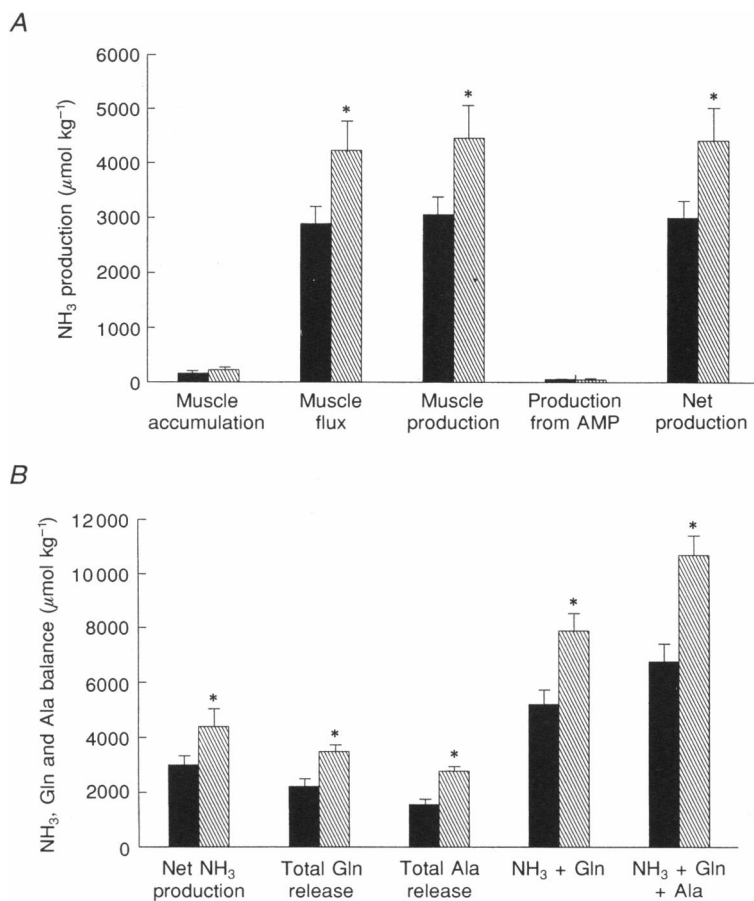 A
NH₃ production (μmol kg⁻¹)
6000
5000
4000
3000
2000
1000
0
* * *
Muscle accumulation
Muscle flux
Muscle production
Production from AMP
Net production
B
NH₃, Gln and Ala balance (μmol kg⁻¹)
12 000
10 000
8000
6000
4000
2000
0
* * * * *
Net NH₃ production
Total Gln release
Total Ala release
NH₃ + Gln
NH₃ + Gln + Ala